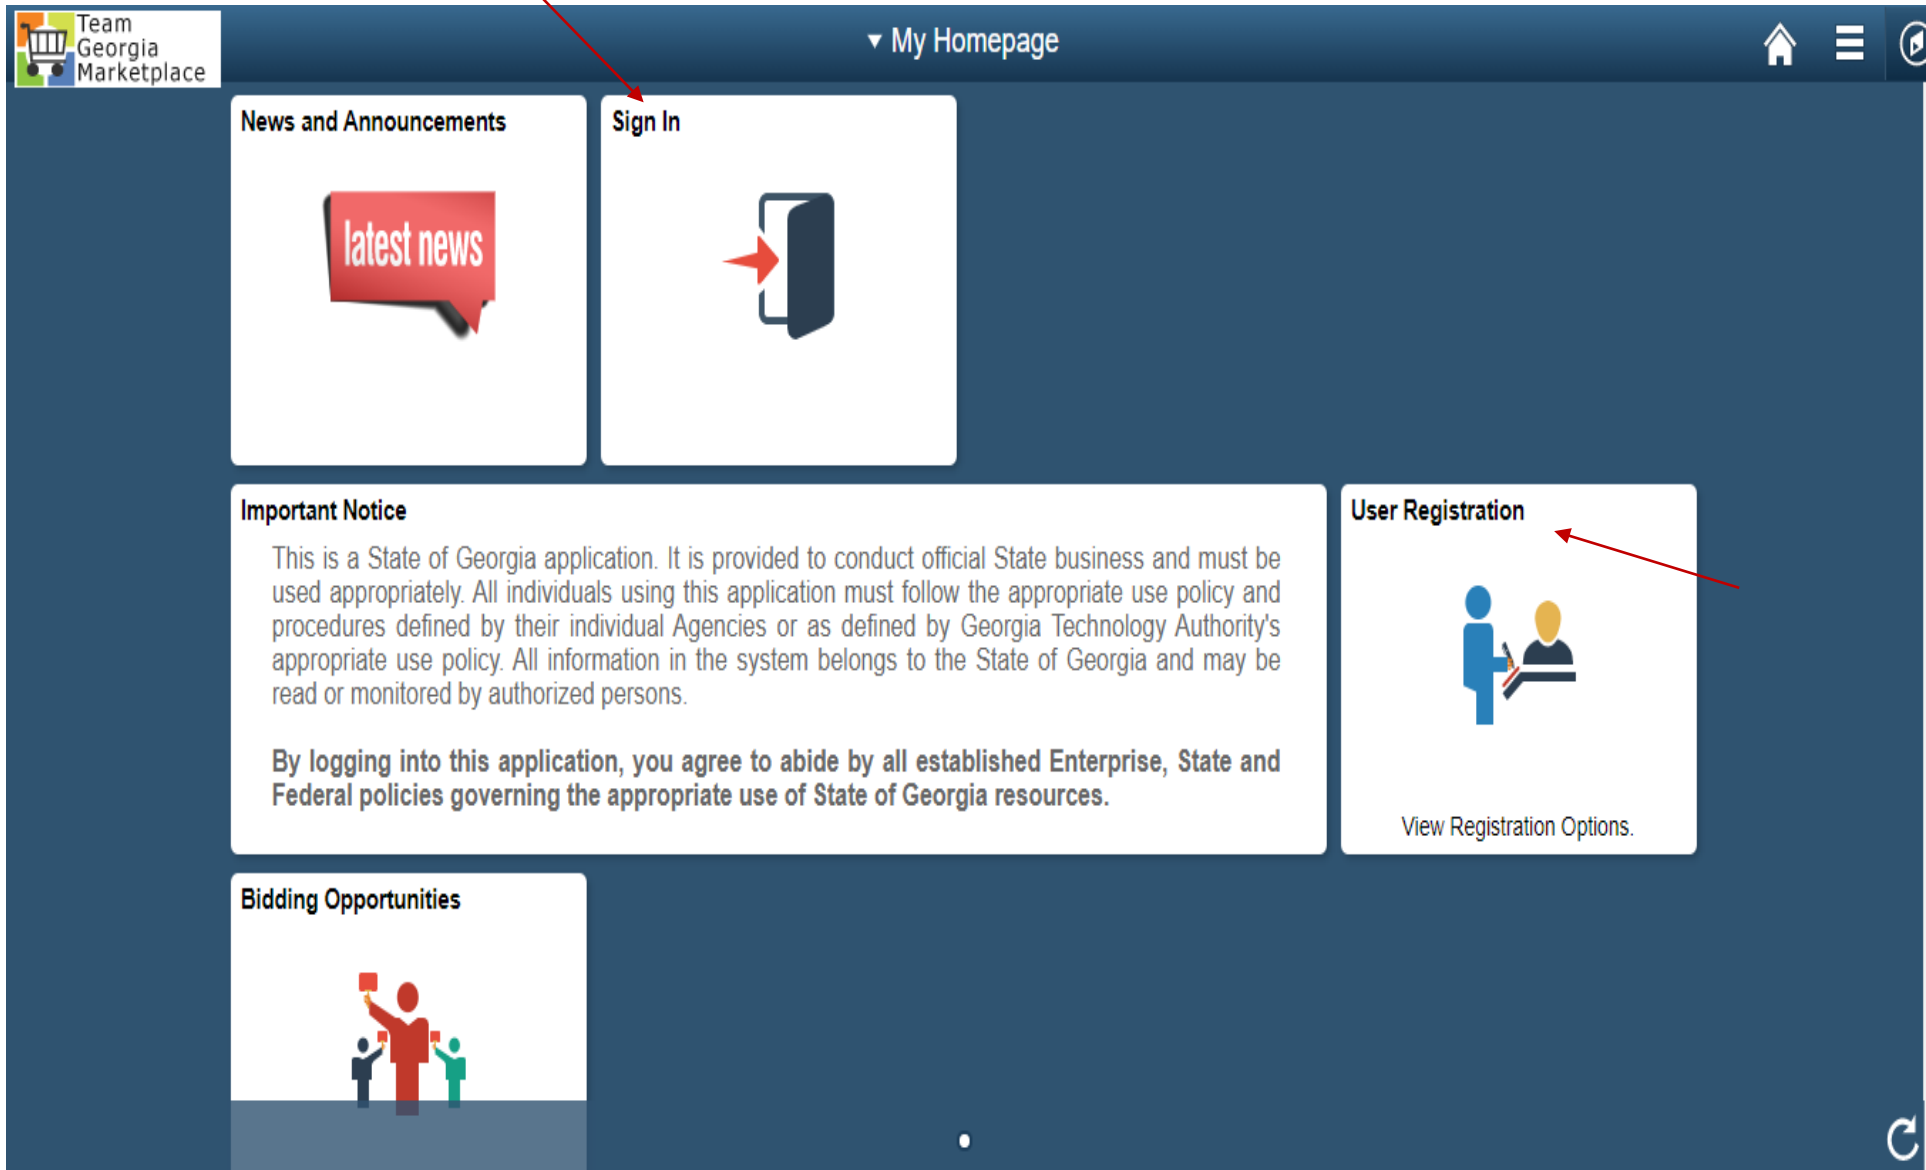 Team
Georgia
Marketplace
My Homepage
News and Announcements
latest news
Sign In
Important Notice
This is a State of Georgia application. It is provided to conduct official State business and must be
used appropriately. All individuals using this application must follow the appropriate use policy and
procedures defined by their individual Agencies or as defined by Georgia Technology Authority's
appropriate use policy. All information in the system belongs to the State of Georgia and may be
read or monitored by authorized persons.
By logging into this application, you agree to abide by all established Enterprise, State and
Federal policies governing the appropriate use of State of Georgia resources.
User Registration
View Registration Options.
Bidding Opportunities